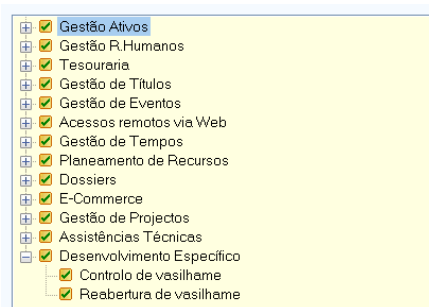 Gestão Ativos
Gestão R.Humanos
Tesouraria
Gestão de Títulos
Gestão de Eventos
Acessos remotos via Web
Gestão de Tempos
Planeamento de Recursos
Dossiers
E-Commerce
Gestão de Projectos
Assistências Técnicas
Desenvolvimento Específico
Controlo de vasilhame
Reabertura de vasilhame